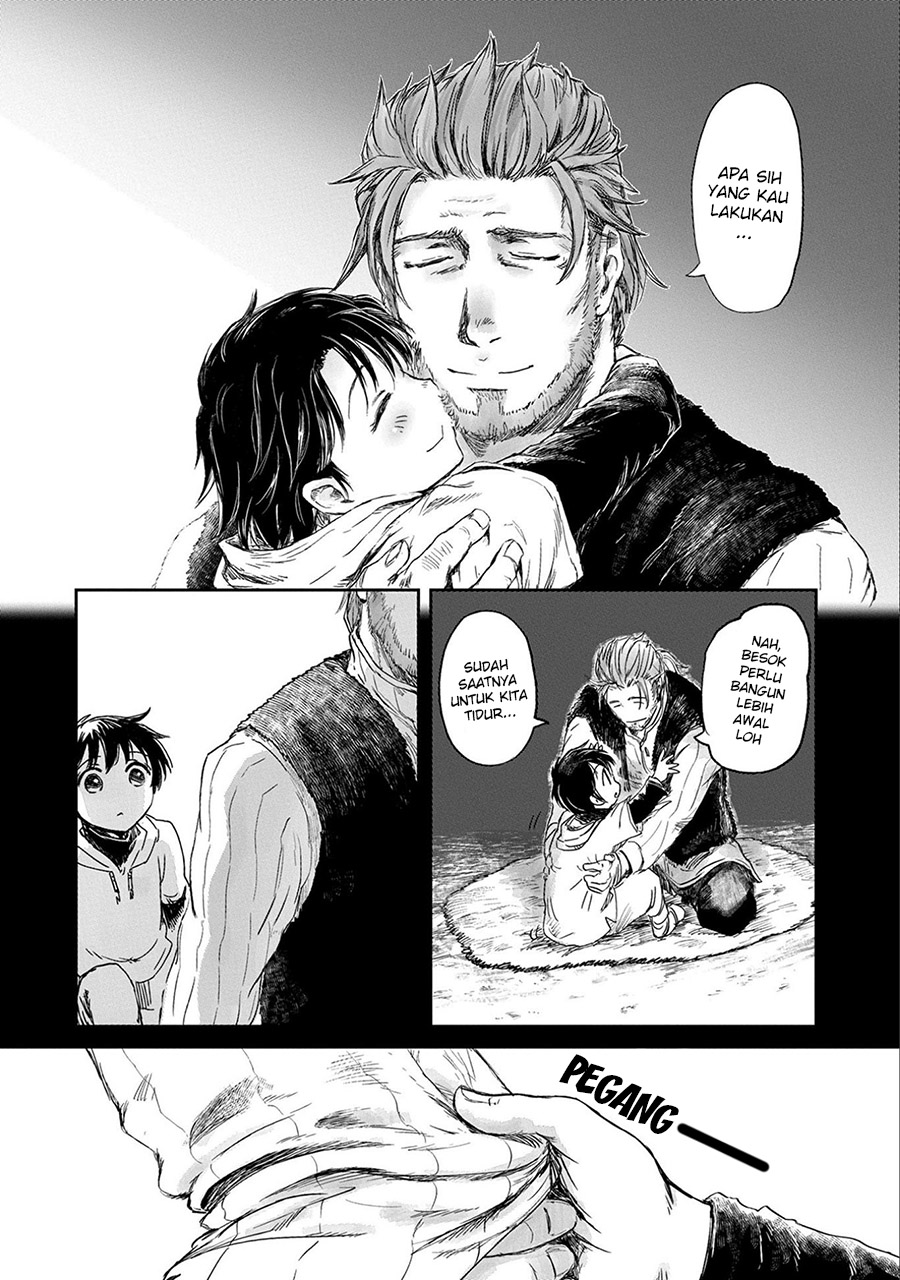 APA SIH
YANG KAU
LAKUKAN
...
NAH,
BESOK
PERLU
BANGUN
LEBIH
AWAL
LOH
SUDAH
SAATNYA
UNTUK KITA
TIDUR...
PEGANG